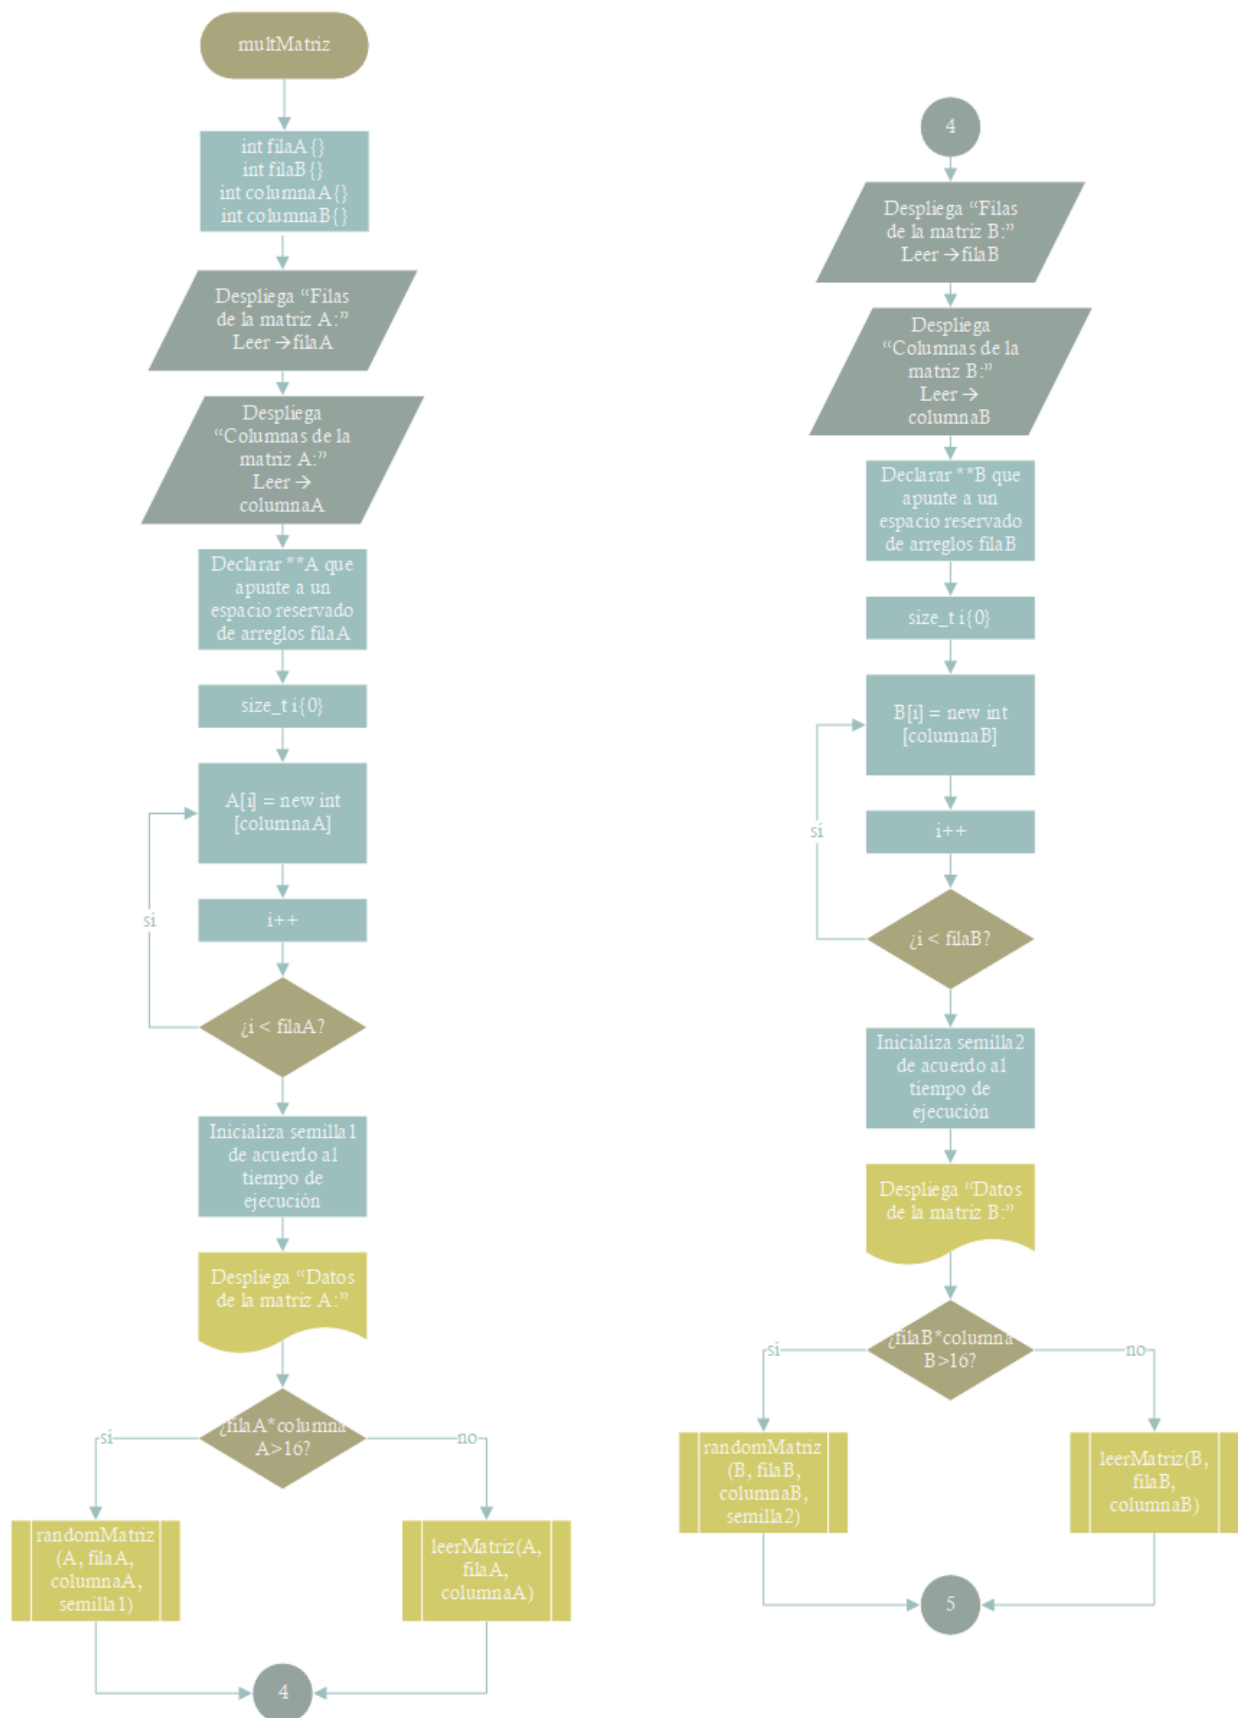 multMatriz
int filaA{}
int filaB{}
int columnaA{}
int columnaB{}
Despliega “Filas
de la matriz A:”
Leer →filaA
Despliega
“Columnas de la
matriz A:”
Leer →
columnaA
Declarar **A que
apunte a un
espacio reservado
de arreglos filaA
size_t i{0}
A[i] = new int
[columnaA]
i++
sí
¿i < filaA?
Inicializa semilla1
de acuerdo al
tiempo de
ejecución
Despliega “Datos
de la matriz A:”
¿filaA*columna
A>16?
sí
no
randomMatriz
(A, filaA,
columnaA,
semilla1)
leerMatriz(A,
filaA,
columnaA)
4
4
Despliega “Filas
de la matriz B:”
Leer →filaB
Despliega
“Columnas de la
matriz B:”
Leer →
columnaB
Declarar **B que
apunte a un
espacio reservado
de arreglos filaB
size_t i{0}
B[i] = new int
[columnaB]
i++
sí
¿i < filaB?
Inicializa semilla2
de acuerdo al
tiempo de
ejecución
Despliega “Datos
de la matriz B:”
¿filaB*columna
B>16?
sí
no
randomMatriz
(B, filaB,
columnaB,
semilla2)
leerMatriz(B,
filaB,
columnaB)
5